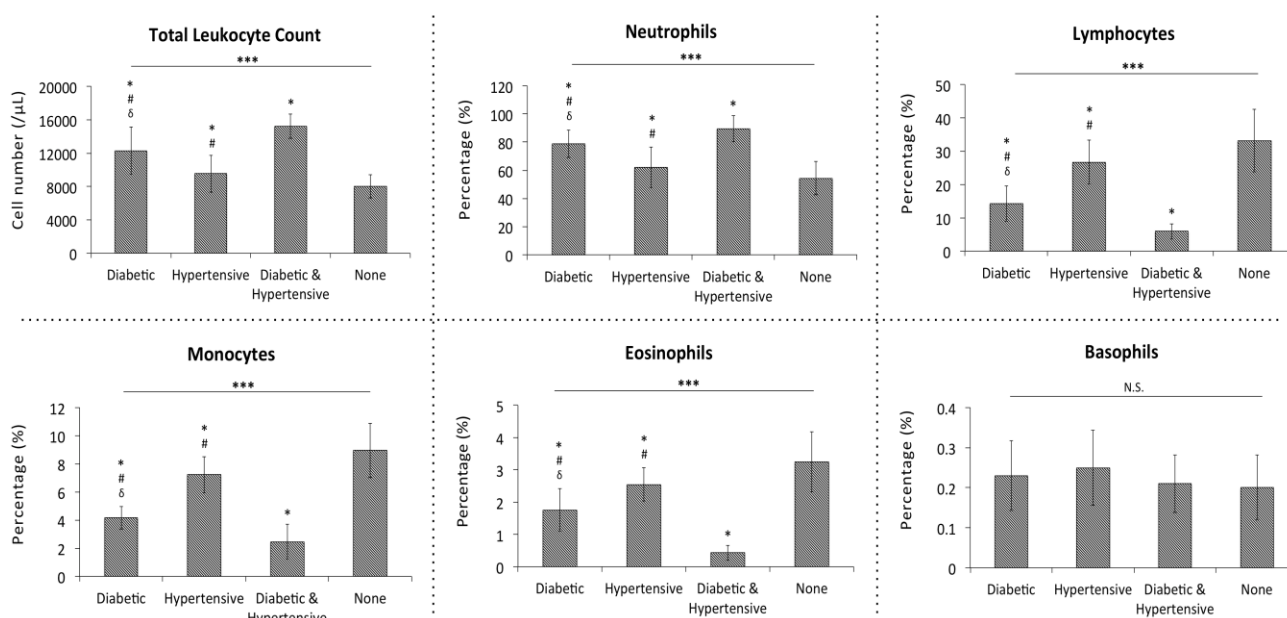 Total Leukocyte Count
***
Cell number (/µL)
20000
16000
12000
8000
4000
0
*
#
δ
*
#
*
Diabetic
Hypertensive
Diabetic &
Hypertensive
None
Neutrophils
***
Percentage (%)
120
100
80
60
40
20
0
*
#
δ
*
#
*
Diabetic
Hypertensive
Diabetic &
Hypertensive
None
Lymphocytes
***
Percentage (%)
50
40
30
20
10
0
*
#
δ
*
#
*
Diabetic
Hypertensive
Diabetic &
Hypertensive
None
Monocytes
***
Percentage (%)
12
10
8
6
4
2
0
*
#
δ
*
#
*
Diabetic
Hypertensive
Diabetic &
Hypertensive
None
Eosinophils
***
Percentage (%)
5
4
3
2
1
0
*
#
δ
*
#
*
Diabetic
Hypertensive
Diabetic &
Hypertensive
None
Basophils
N.S.
Percentage (%)
0.4
0.3
0.2
0.1
0
Diabetic
Hypertensive
Diabetic &
Hypertensive
None